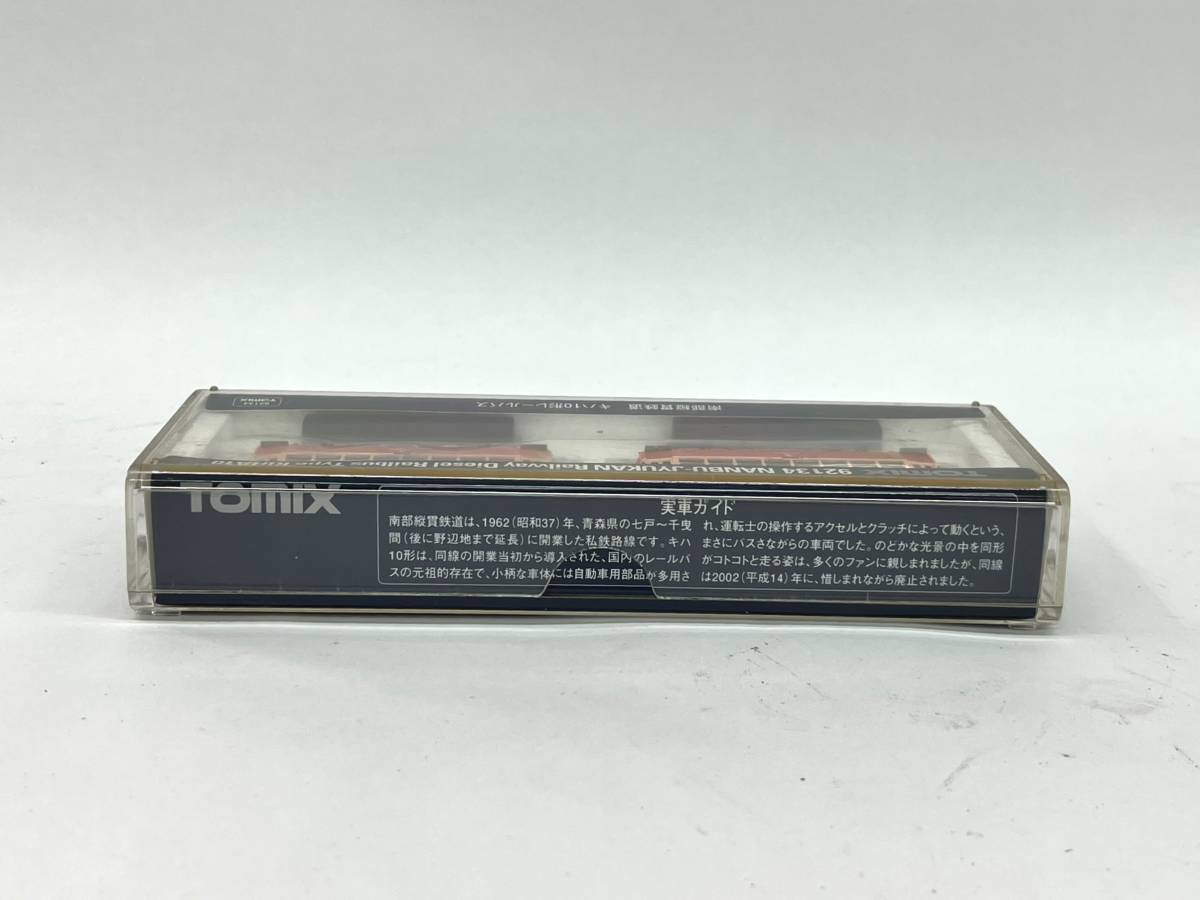 92134 TOMIX
南部縦貫鉄道 キハ10形レールバス
92134 NANBU-JYUKAN Railway Diesel Railbus Type
TOMIX
実車ガイド
南部縦貫鉄道は、1962（昭和37）年、青森県の七戸〜千曳
間（後に野辺地まで延長）に開業した私鉄路線です。キハ
10形は、同線の開業当初から導入された、国内のレールバ
スの元祖的存在で、小柄な車体には自動車用部品が多用さ
れ、運転士の操作するアクセルとクラッチによって動くという、
まさにバスさながらの車両でした。のどかな光景の中を同形
がコトコトと走る姿は、多くのファンに親しまれましたが、同線
は2002（平成14）年に、惜しまれながら廃止されました。